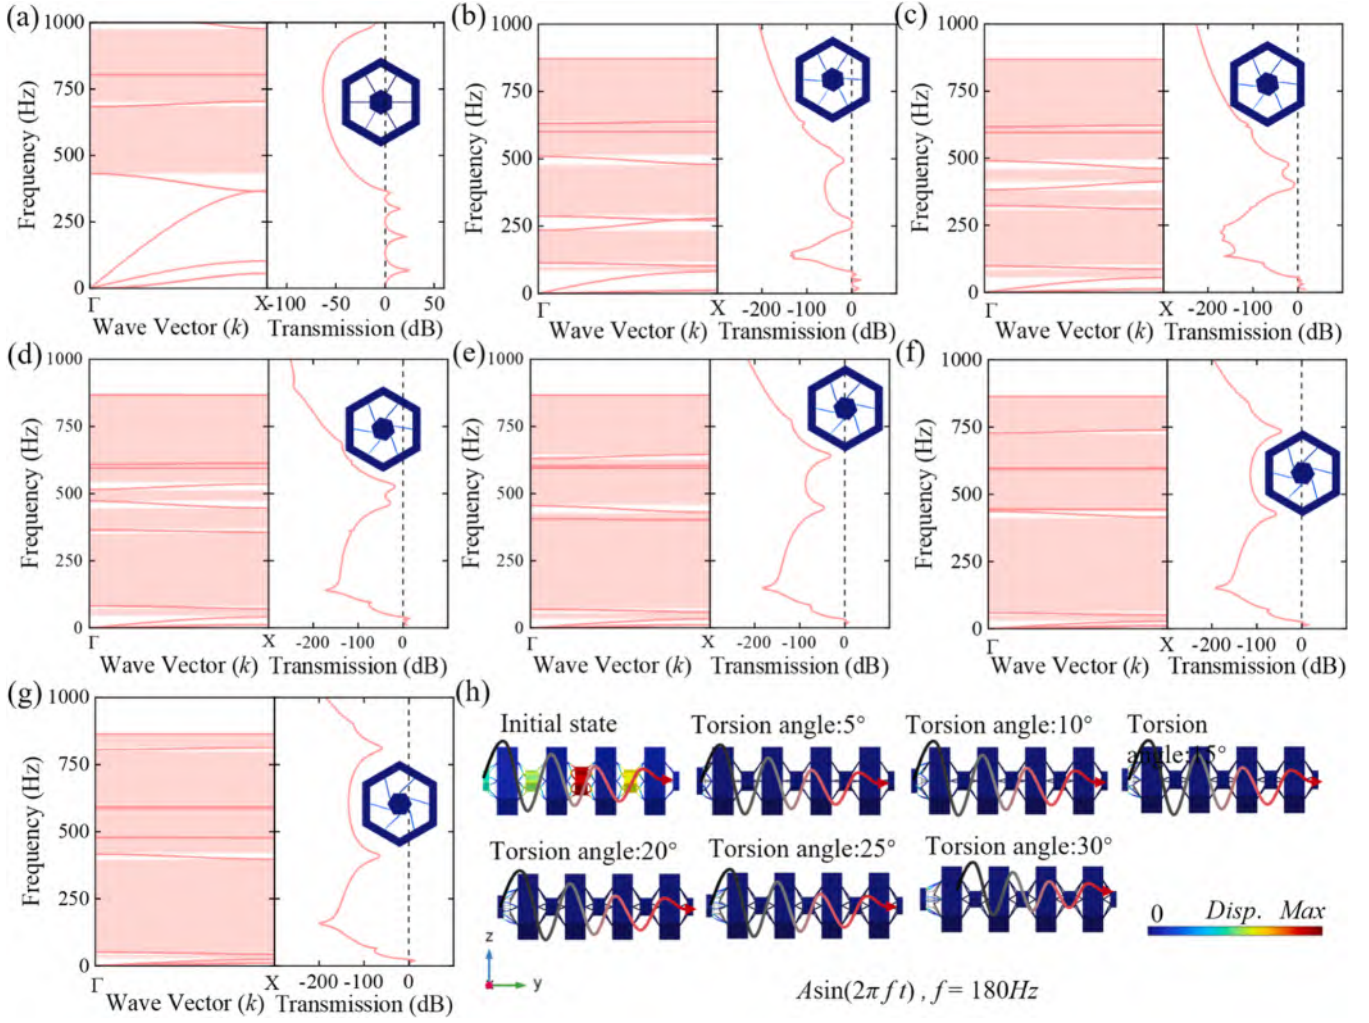 (a)
1000
750
500
250
0
Frequency (Hz)
Γ
X
-100
-50
0
50
Wave Vector (k)
Transmission (dB)
(b)
1000
750
500
250
0
Frequency (Hz)
Γ
X
-200
-100
0
Wave Vector (k)
Transmission (dB)
(c)
1000
750
500
250
0
Frequency (Hz)
Γ
X
-200
-100
0
Wave Vector (k)
Transmission (dB)
(d)
1000
750
500
250
0
Frequency (Hz)
Γ
X
-200
-100
0
Wave Vector (k)
Transmission (dB)
(e)
1000
750
500
250
0
Frequency (Hz)
Γ
X
-200
-100
0
Wave Vector (k)
Transmission (dB)
(f)
1000
750
500
250
0
Frequency (Hz)
Γ
X
-200
-100
0
Wave Vector (k)
Transmission (dB)
(g)
1000
750
500
250
0
Frequency (Hz)
Γ
X
-300
-200
-100
0
Wave Vector (k)
Transmission (dB)
(h)
Initial state
Torsion angle:5°
Torsion angle:10°
Torsion
angle:15°
Torsion angle:20°
Torsion angle:25°
Torsion angle:30°
0 Disp. Max
z
y
Asin(2π f t) , f = 180Hz